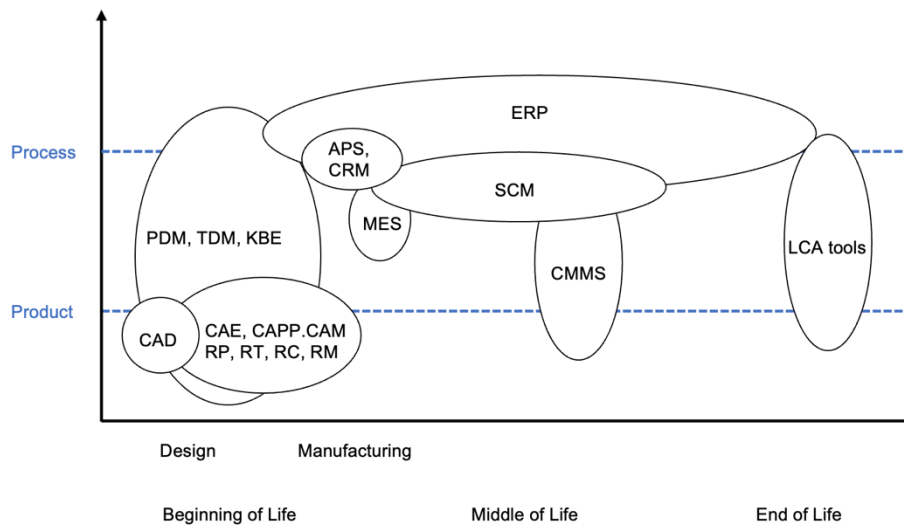 ERP
Process
APS,
CRM
SCM
MES
PDM, TDM, KBE
LCA tools
CMMS
Product
CAD
CAE, CAPP.CAM
RP, RT, RC, RM
Design
Manufacturing
Beginning of Life
Middle of Life
End of Life